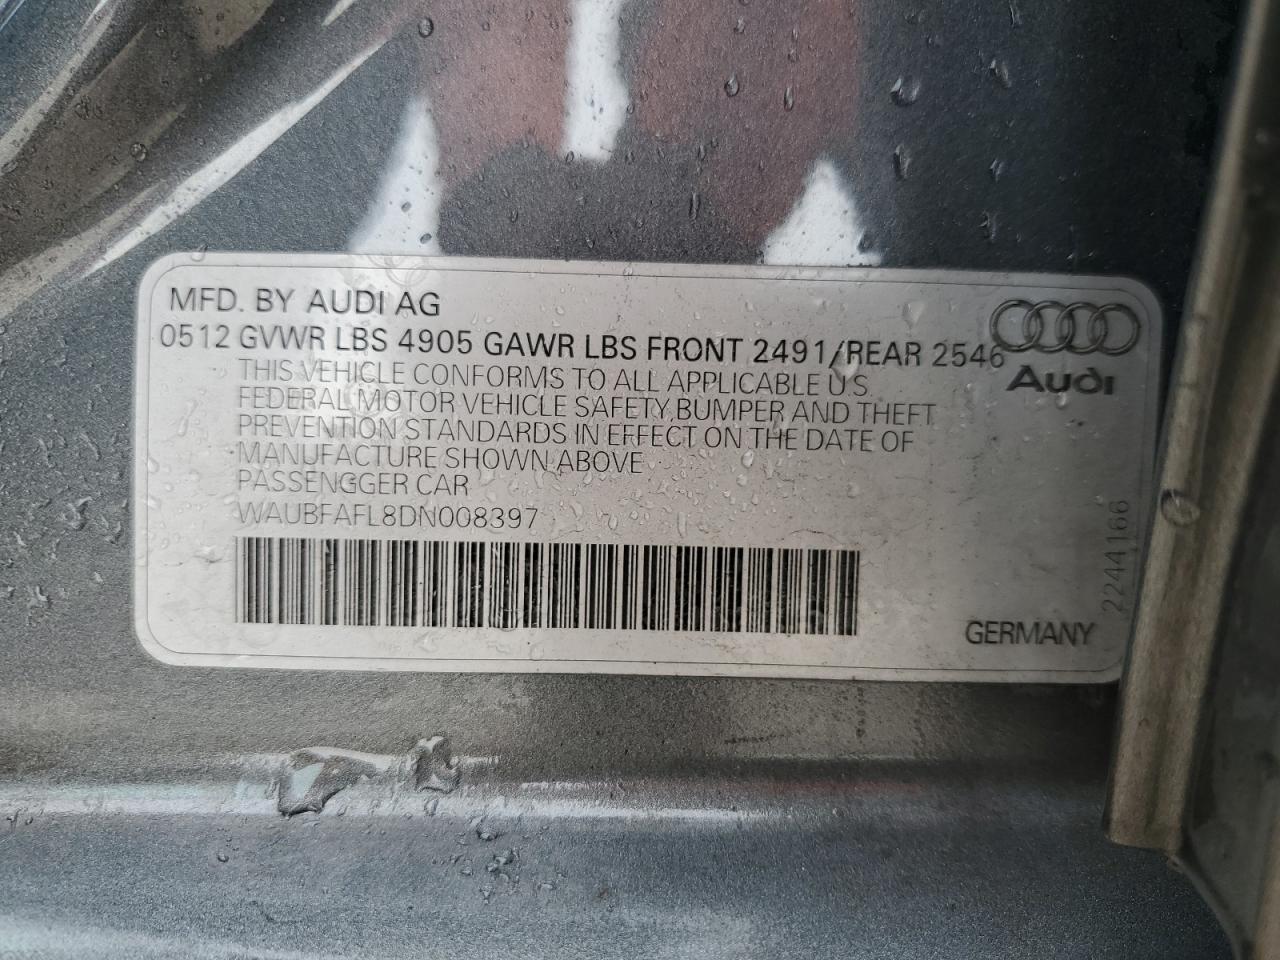 MFD. BY AUDI AG
0512 GVWR LBS 4905 GAWR LBS FRONT 2491/REAR 2546
Audi
THIS VEHICLE CONFORMS TO ALL APPLICABLE U.S.
FEDERAL MOTOR VEHICLE SAFETY,BUMPER AND THEFT
PREVENTION STANDARDS IN EFFECT ON THE DATE OF
MANUFACTURE SHOWN ABOVE
PASSENGGER CAR
WAUBFAFL8DN008397
2244166
GERMANY